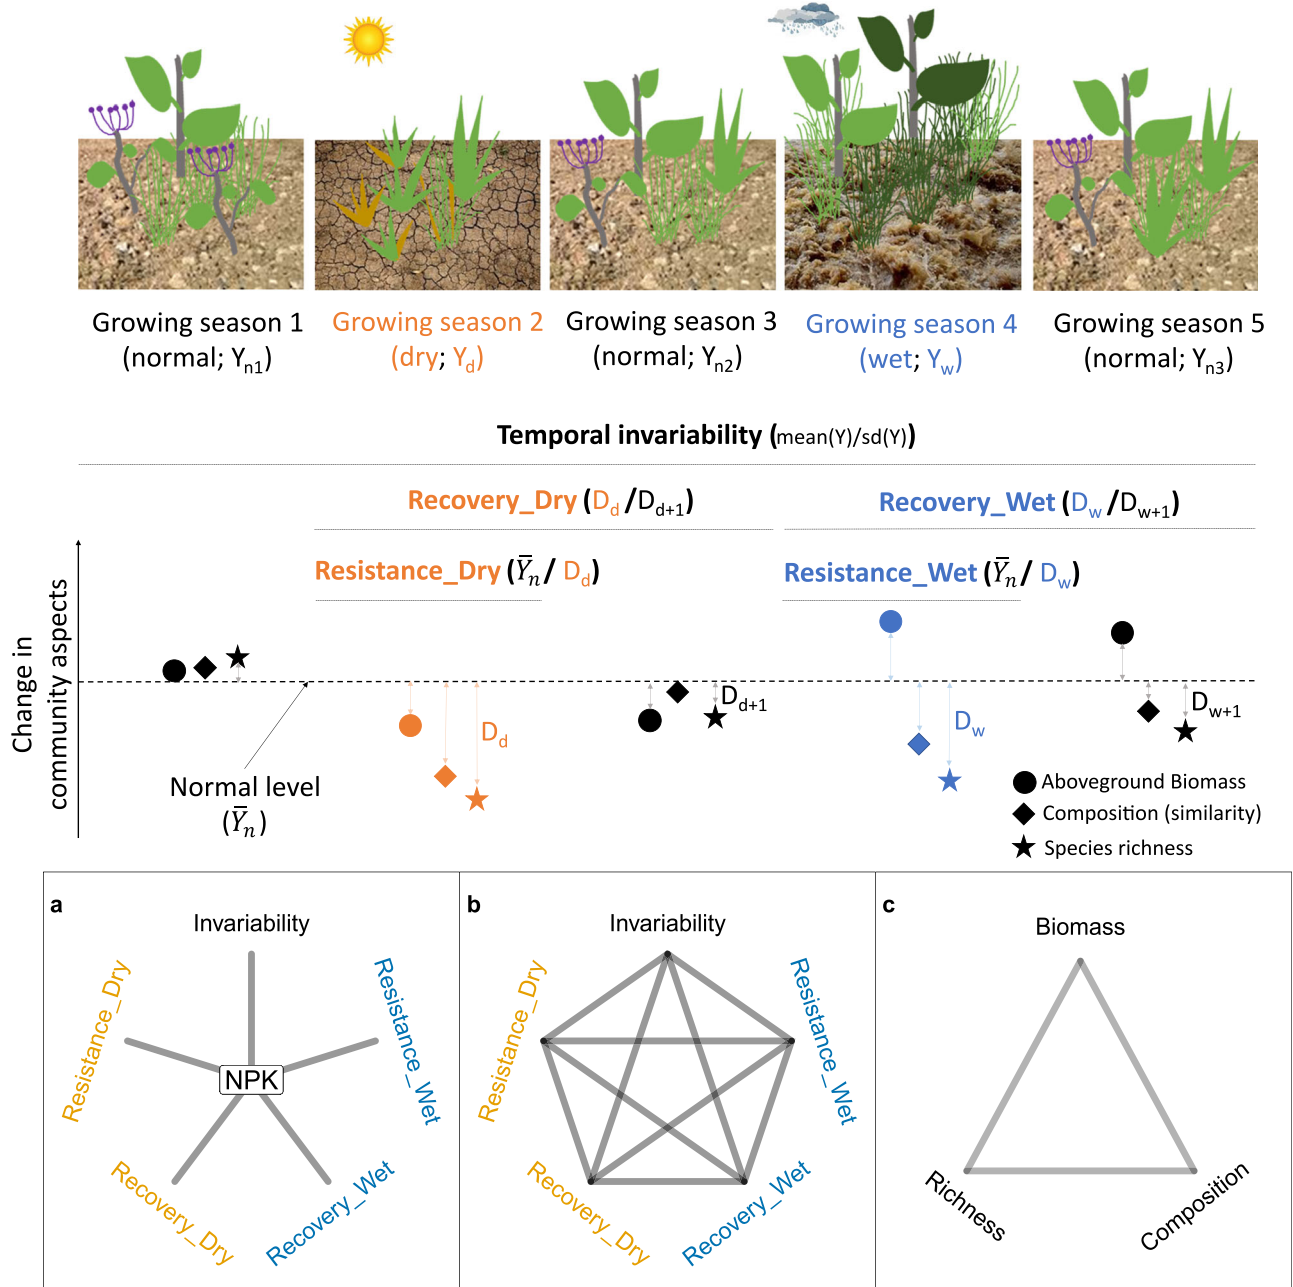 Growing season 1
(normal; Yn1)
Growing season 2
(dry; Yd)
Growing season 3
(normal; Yn2)
Growing season 4
(wet; Yw)
Growing season 5
(normal; Yn3)
Temporal invariability (mean(Y)/sd(Y))
Recovery_Dry (Dd/Dd+1)
Recovery_Wet (Dw/Dw+1)
Resistance_Dry (Ȳn/ Dd)
Resistance_Wet (Ȳn/ Dw)
Change in
community aspects
Dd
Dd+1
Dw
Dw+1
Normal level
(Ȳn)
Aboveground Biomass
Composition (similarity)
Species richness
a
Invariability
Resistance_Dry
Resistance_Wet
NPK
Recovery_Dry
Recovery_Wet
b
Invariability
Resistance_Dry
Resistance_Wet
Recovery_Dry
Recovery_Wet
c
Biomass
Richness
Composition